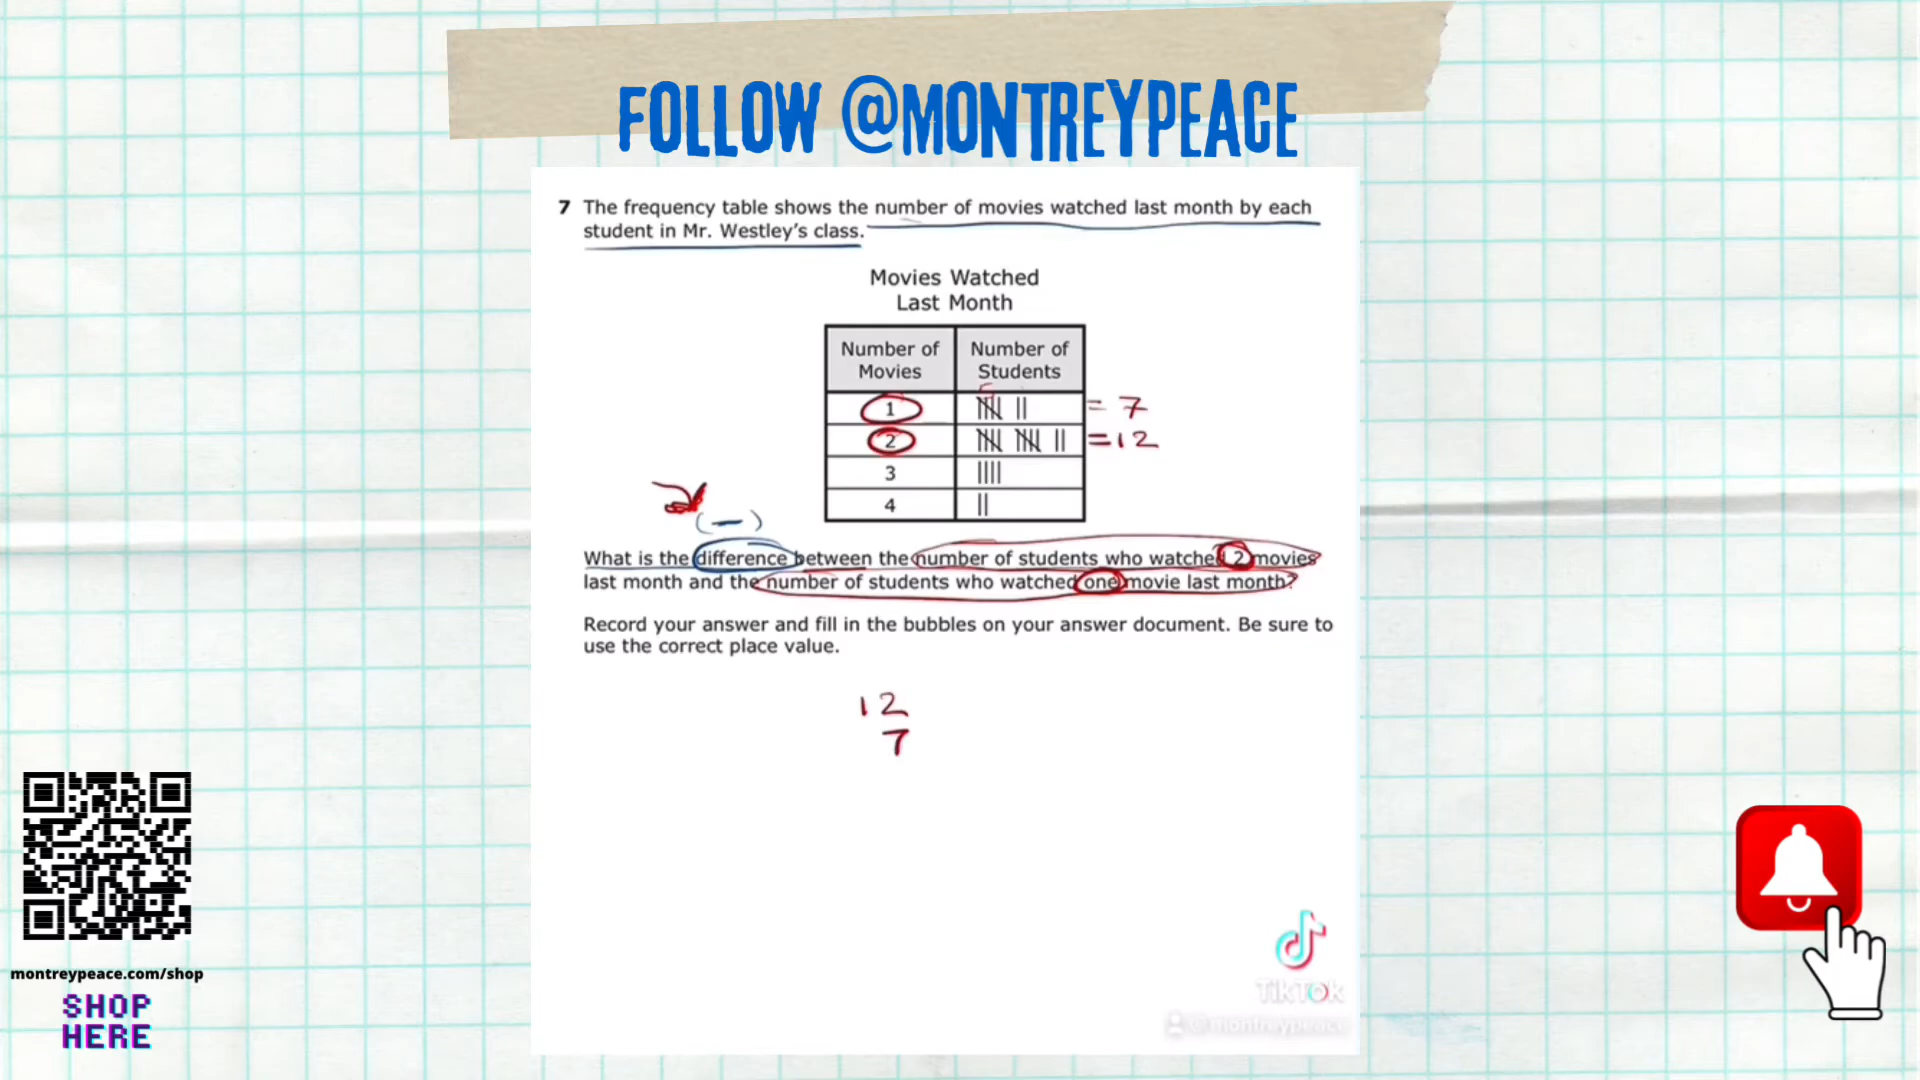 FOLLOW @MONTREYPEACE
7 The frequency table shows the number of movies watched last month by each
student in Mr. Westley's class.
Movies Watched
Last Month
Number of Movies Number of Students
1 = 7
2 =12
3
4
(—)
What is the difference between the number of students who watched 2 movies
last month and the number of students who watched one movie last month?
Record your answer and fill in the bubbles on your answer document. Be sure to
use the correct place value.
12
7
montreypeace.com/shop
SHOP
HERE
TikTok
@montreypeace